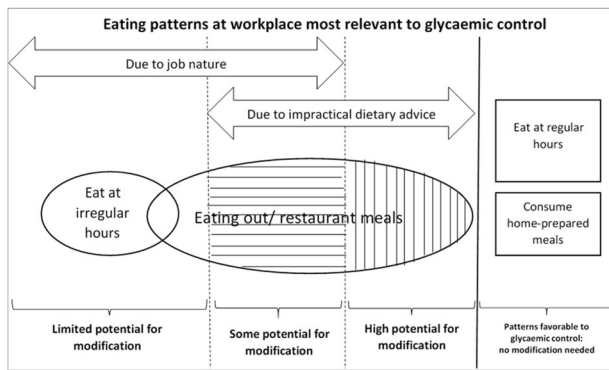 Eating patterns at workplace most relevant to glycaemic control
Due to job nature
Due to impractical dietary advice
Eat at regular
hours
Eat at
irregular
hours
Eating out/ restaurant meals
Consume
home-prepared
meals
Limited potential for
modification
Some potential for
modification
High potential for
modification
Patterns favorable to
glycaemic control:
no modification needed